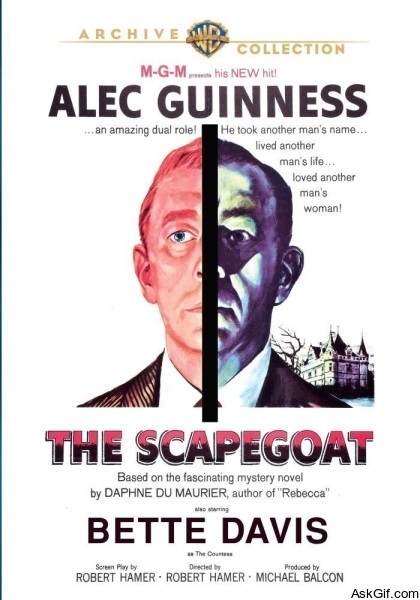 ARCHIVE WB COLLECTION
M-G-M presents his NEW hit!
ALEC GUINNESS
...an amazing dual role!
He took another man's name...
lived another
man's life...
loved another
man's
woman!
THE SCAPEGOAT
Based on the fascinating mystery novel
by DAPHNE DU MAURIER, author of "Rebecca"
also starring
BETTE DAVIS
as The Countess
Screen Play by Directed by Produced by
ROBERT HAMER · ROBERT HAMER · MICHAEL BALCON
AskGif.com